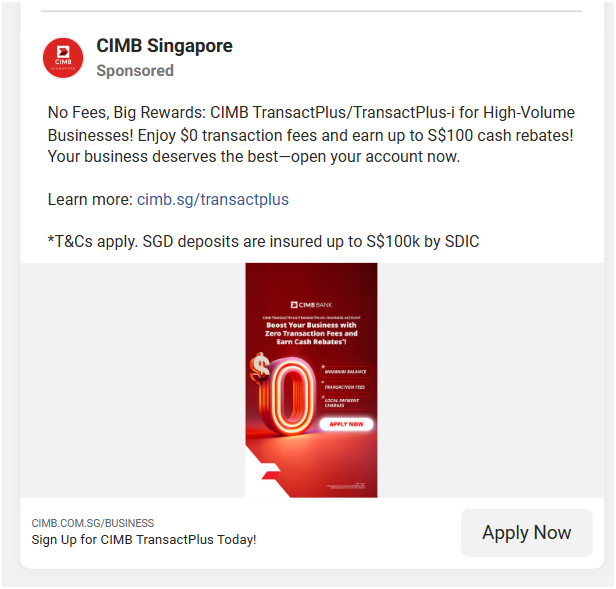 CIMB Singapore
Sponsored
CIMB
SINGAPORE
No Fees, Big Rewards: CIMB TransactPlus/TransactPlus-i for High-Volume
Businesses! Enjoy $0 transaction fees and earn up to S$100 cash rebates!
Your business deserves the best—open your account now.
Learn more: cimb.sg/transactplus
*T&Cs apply. SGD deposits are insured up to S$100k by SDIC
CIMB BANK
CIMB TRANSACTPLUS/TRANSACTPLUS-i BUSINESS ACCOUNT
Boost Your Business with
Zero Transaction Fees and
Earn Cash Rebates*!
$0
MINIMUM BALANCE
TRANSACTION FEES
LOCAL PAYMENT
CHARGES
APPLY NOW
CIMB.COM.SG/BUSINESS
Sign Up for CIMB TransactPlus Today!
Apply Now